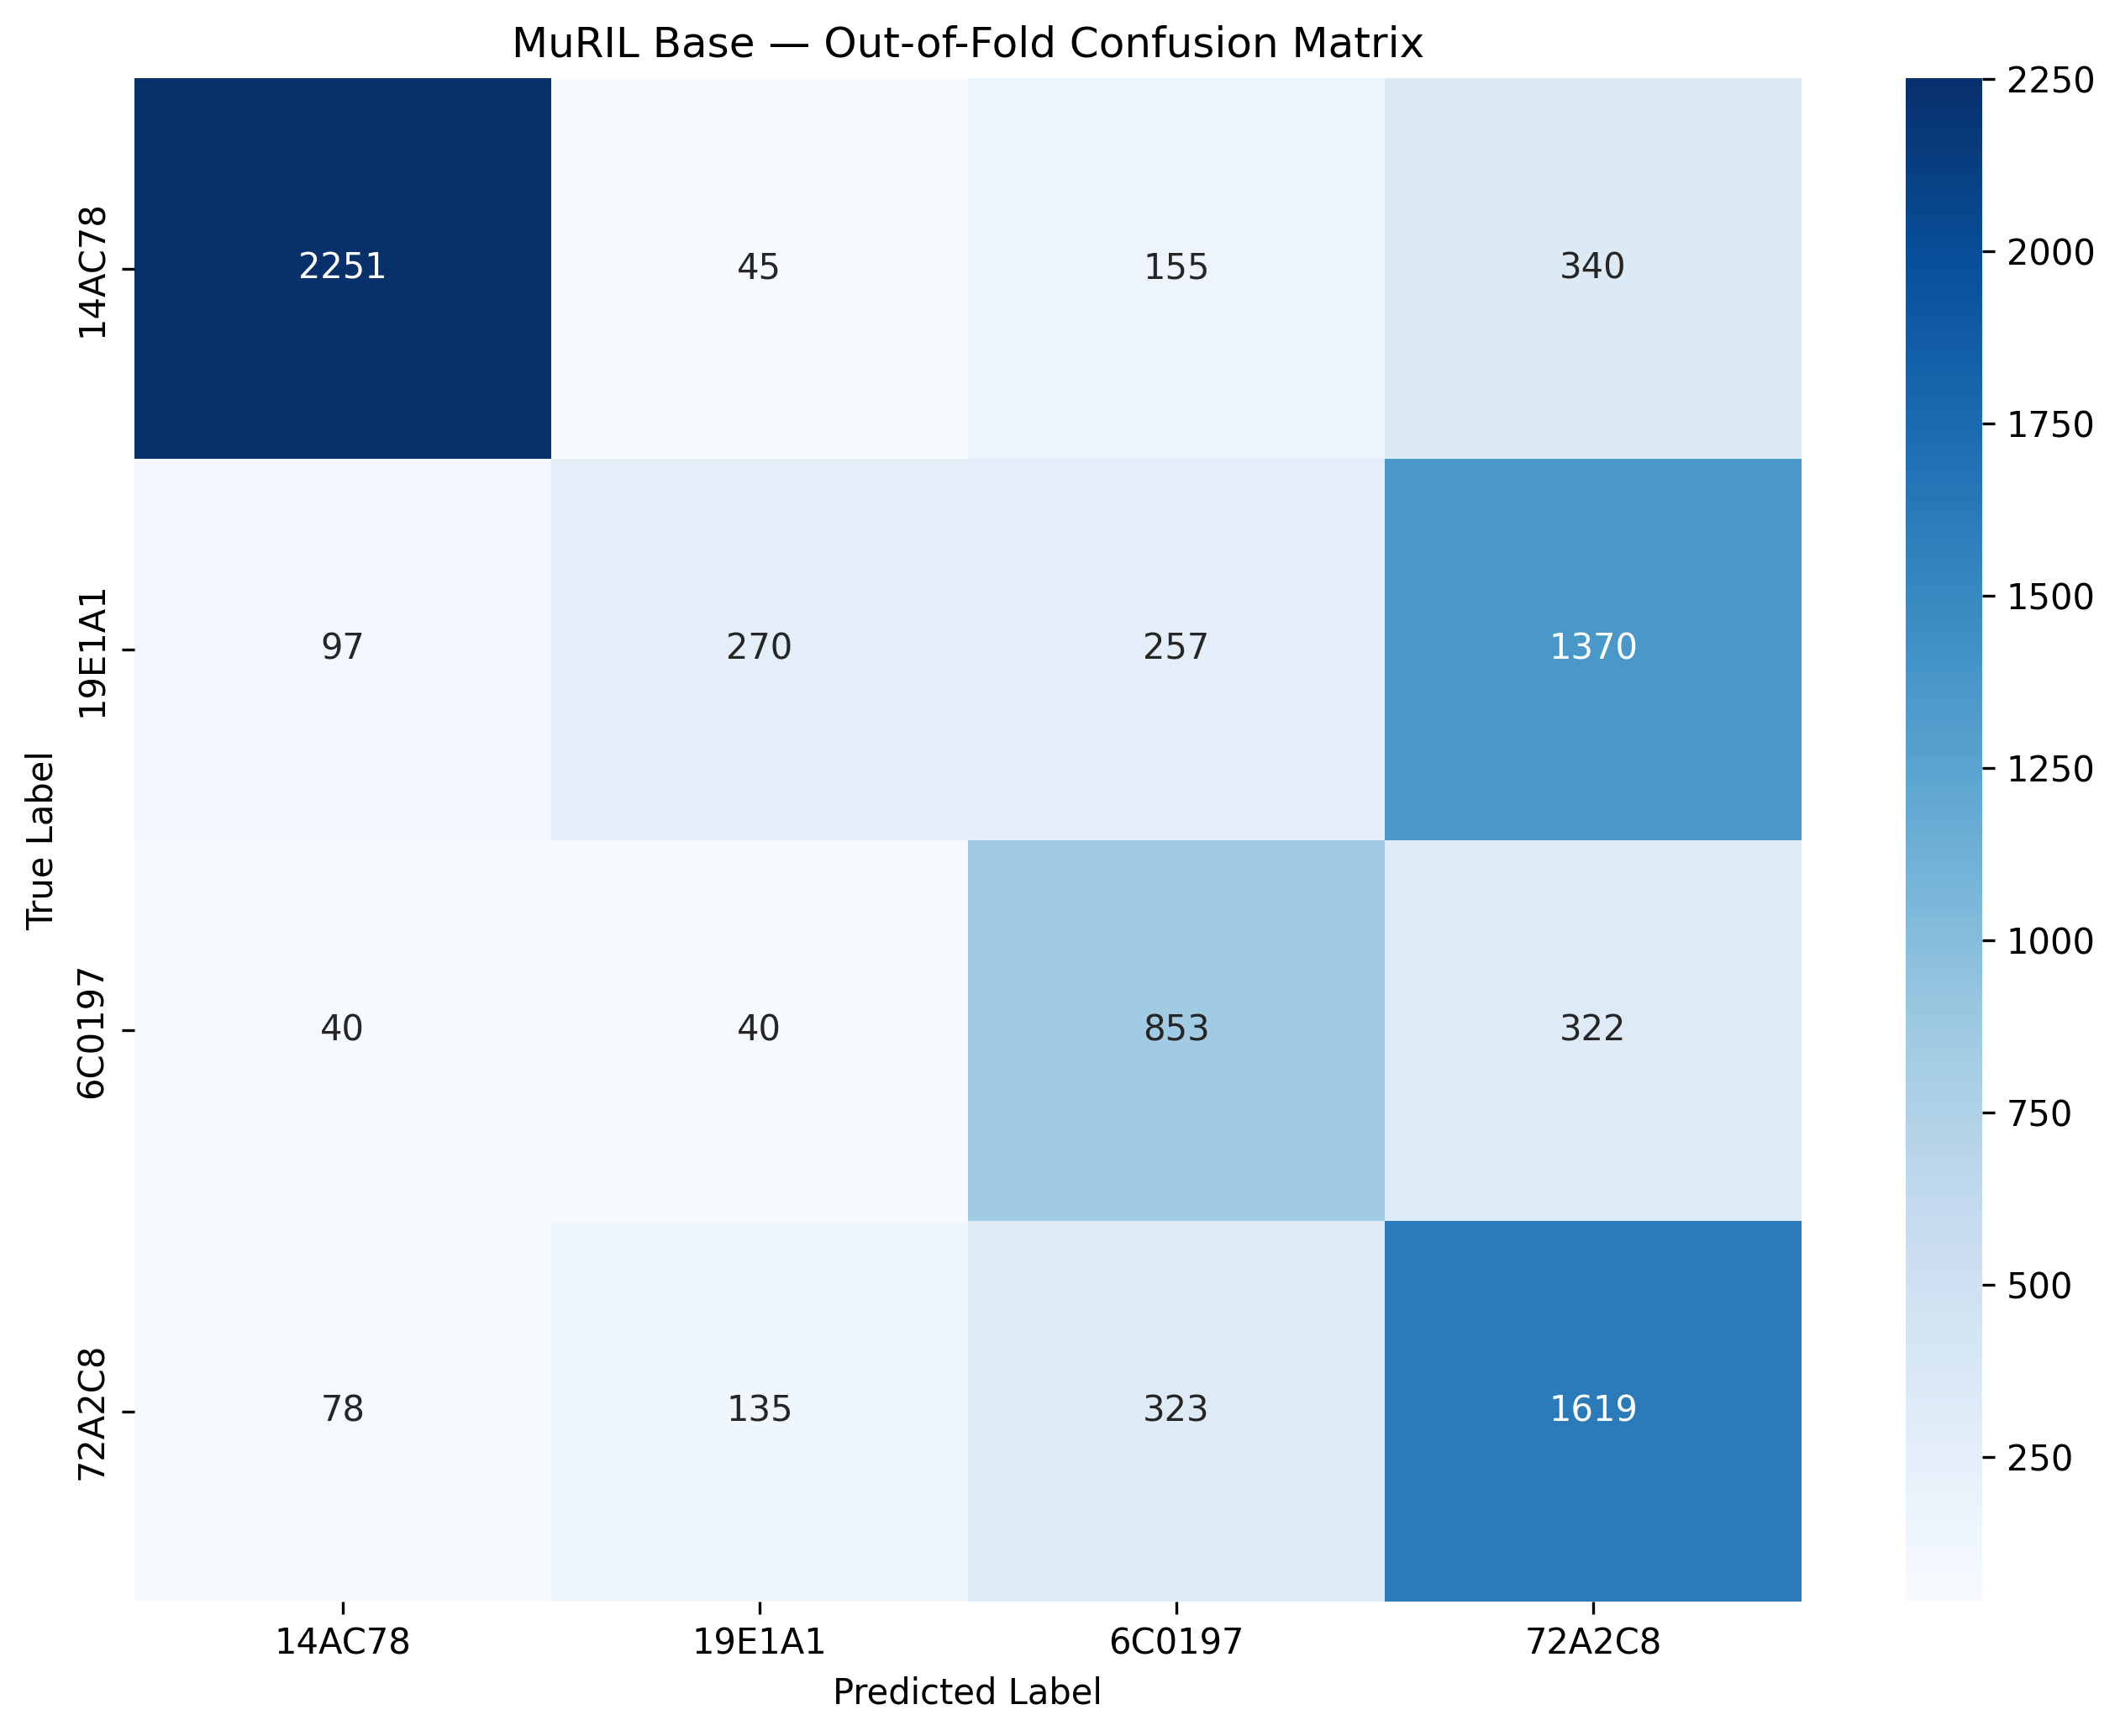 MuRIL Base — Out-of-Fold Confusion Matrix
True Label
14AC78
2251 45 155 340
19E1A1
97 270 257 1370
6C0197
40 40 853 322
72A2C8
78 135 323 1619
14AC78 19E1A1 6C0197 72A2C8
Predicted Label
2250
2000
1750
1500
1250
1000
750
500
250